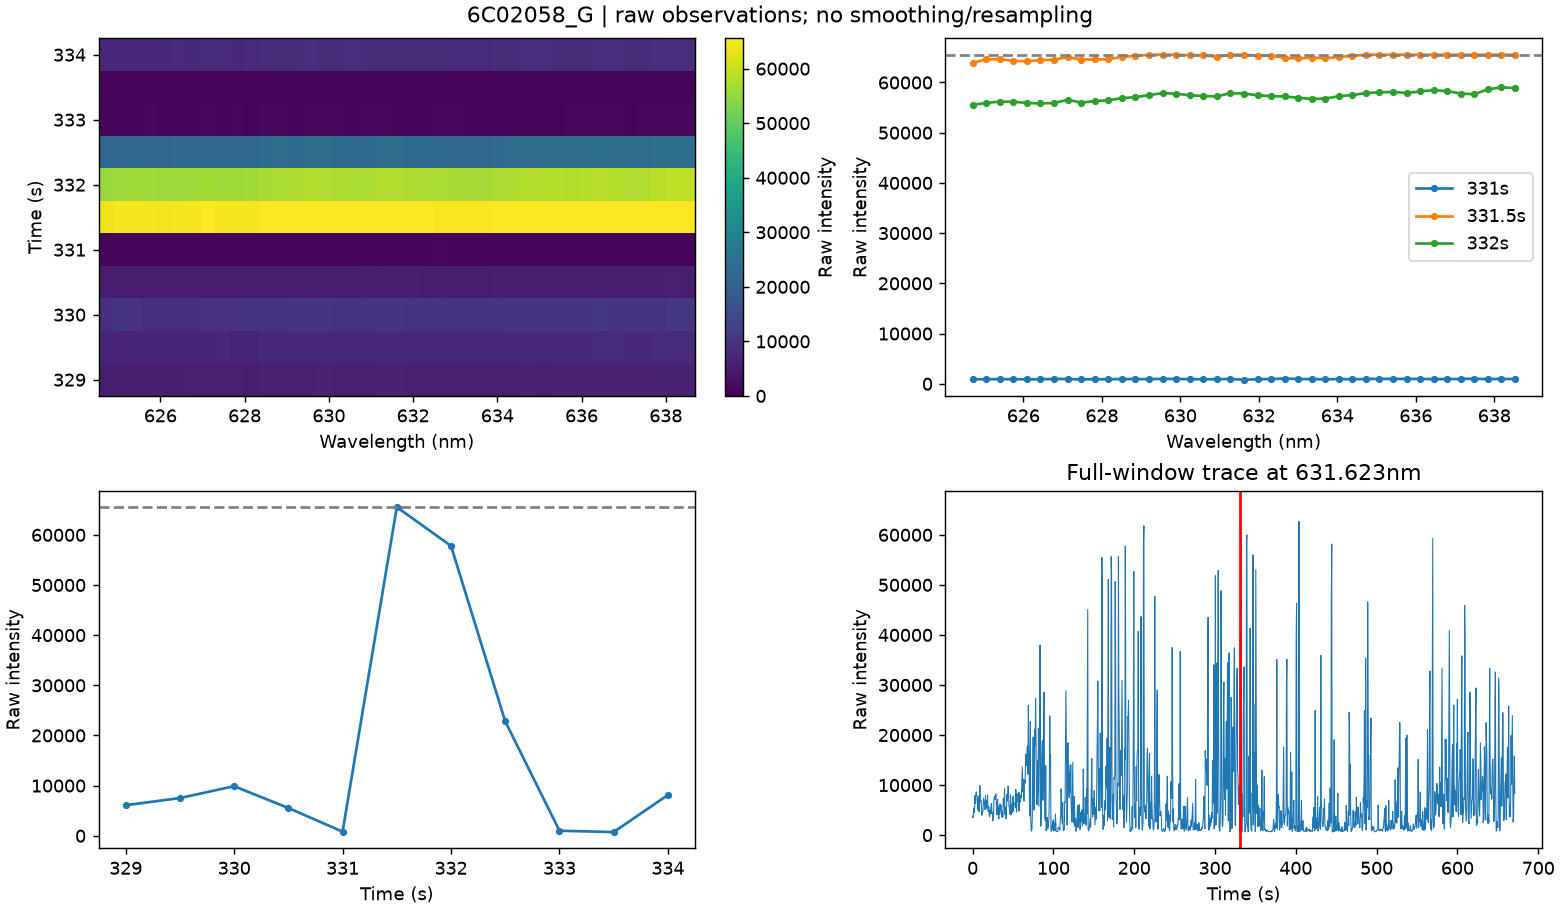 6C02058_G | raw observations; no smoothing/resampling
334
333
332
331
330
329
Time (s)
626 628 630 632 634 636 638
Wavelength (nm)
60000
50000
40000
30000
20000
10000
0
Raw intensity
60000
50000
40000
30000
20000
10000
0
Raw intensity
331s
331.5s
332s
626 628 630 632 634 636 638
Wavelength (nm)
60000
50000
40000
30000
20000
10000
0
Raw intensity
329 330 331 332 333 334
Time (s)
Full-window trace at 631.623nm
60000
50000
40000
30000
20000
10000
0
Raw intensity
0 100 200 300 400 500 600 700
Time (s)